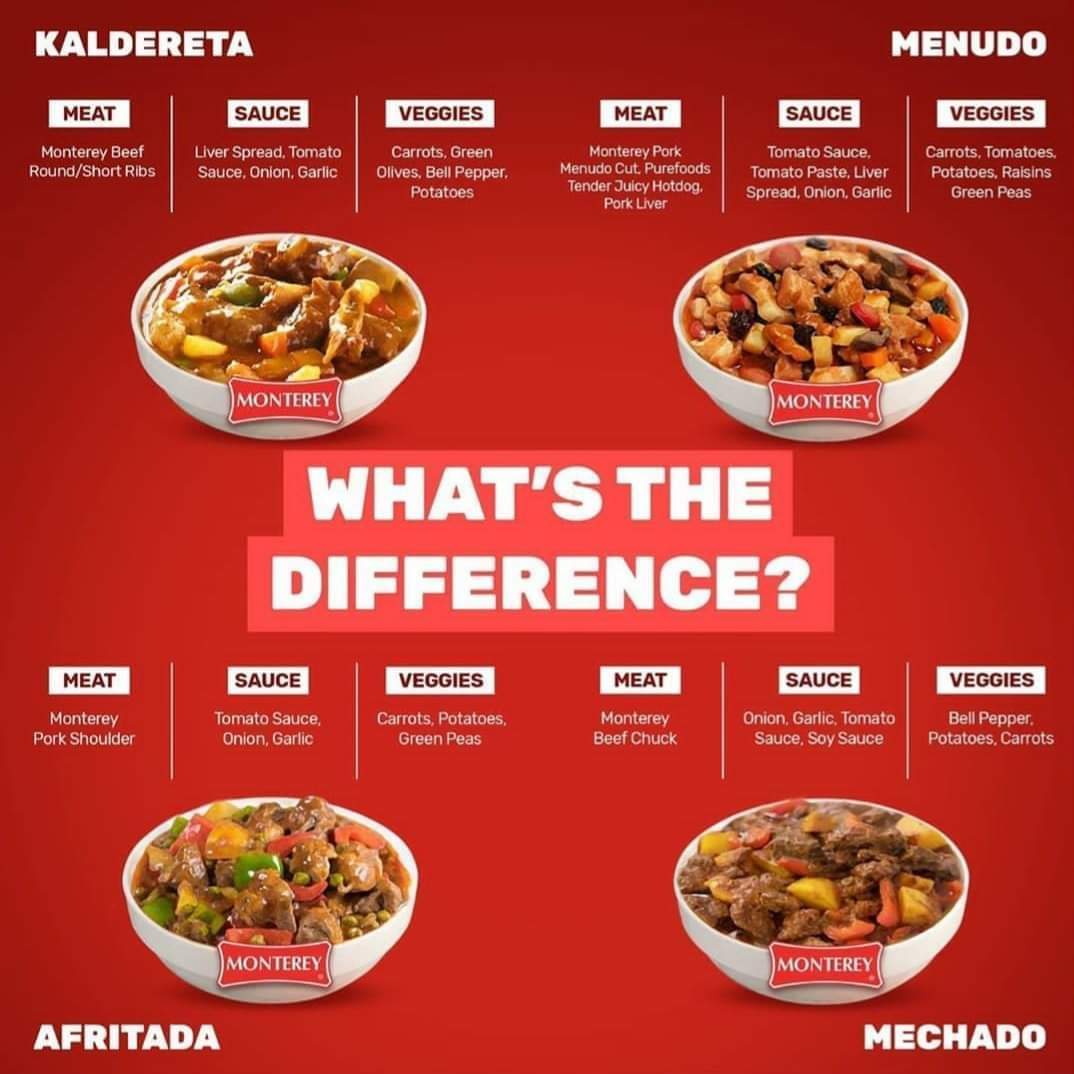 KALDERETA
MEAT
Monterey Beef
Round/Short Ribs
SAUCE
Liver Spread, Tomato
Sauce, Onion, Garlic
VEGGIES
Carrots, Green
Olives, Bell Pepper,
Potatoes
MONTEREY
MENUDO
MEAT
Monterey Pork
Menudo Cut, Purefoods
Tender Juicy Hotdog,
Pork Liver
SAUCE
Tomato Sauce,
Tomato Paste, Liver
Spread, Onion, Garlic
VEGGIES
Carrots, Tomatoes,
Potatoes, Raisins
Green Peas
MONTEREY
WHAT'S THE
DIFFERENCE?
MEAT
Monterey
Pork Shoulder
SAUCE
Tomato Sauce,
Onion, Garlic
VEGGIES
Carrots, Potatoes,
Green Peas
MONTEREY
AFRITADA
MEAT
Monterey
Beef Chuck
SAUCE
Onion, Garlic, Tomato
Sauce, Soy Sauce
VEGGIES
Bell Pepper,
Potatoes, Carrots
MONTEREY
MECHADO